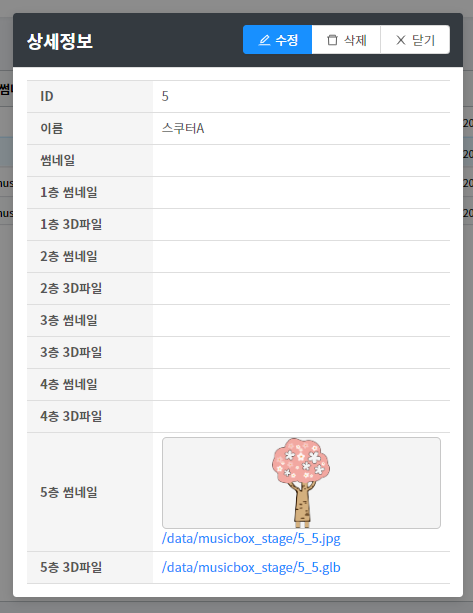 상세정보
수정
삭제
닫기
ID 5
이름 스쿠터A
썸네일
1층 썸네일
1층 3D파일
2층 썸네일
2층 3D파일
3층 썸네일
3층 3D파일
4층 썸네일
4층 3D파일
5층 썸네일
/data/musicbox_stage/5_5.jpg
5층 3D파일 /data/musicbox_stage/5_5.glb